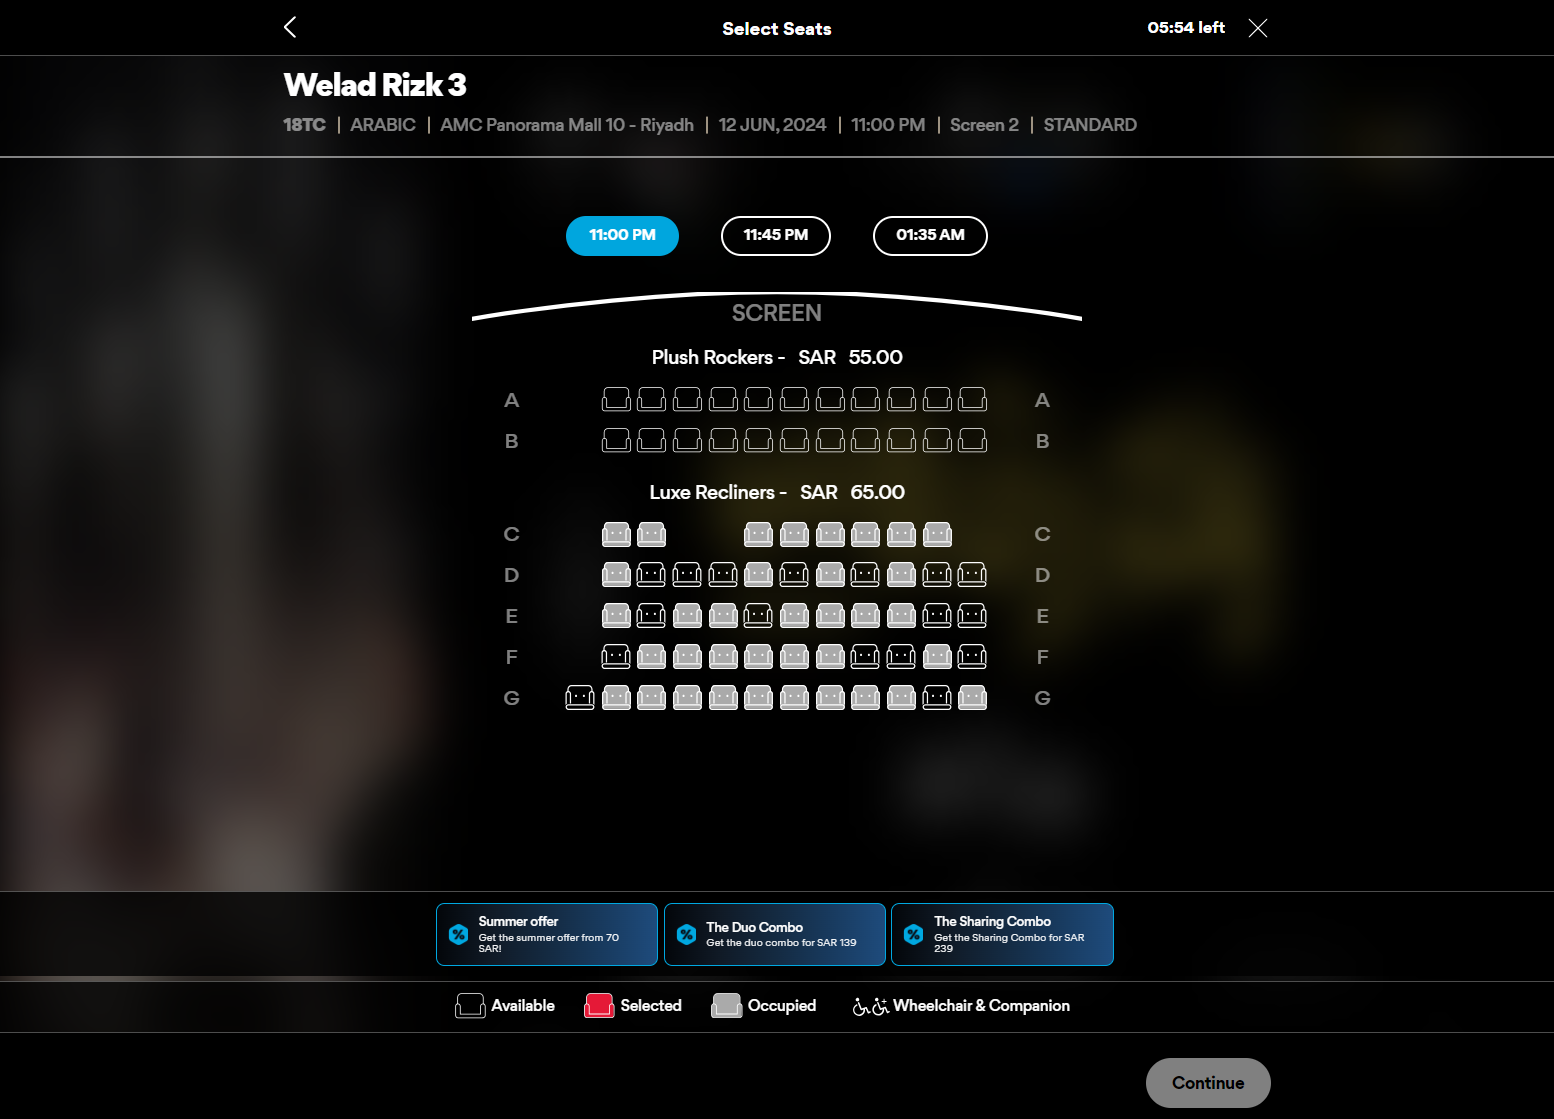 Select Seats
05:54 left
Welad Rizk 3
18TC | ARABIC | AMC Panorama Mall 10 - Riyadh | 12 JUN, 2024 | 11:00 PM | Screen 2 | STANDARD
11:00 PM
11:45 PM
01:35 AM
SCREEN
Plush Rockers - SAR 55.00
A A
B B
Luxe Recliners - SAR 65.00
C C
D D
E E
F F
G G
Summer offer
Get the summer offer from 70
SAR!
The Duo Combo
Get the duo combo for SAR 139
The Sharing Combo
Get the Sharing Combo for SAR
239
Available
Selected
Occupied
Wheelchair & Companion
Continue